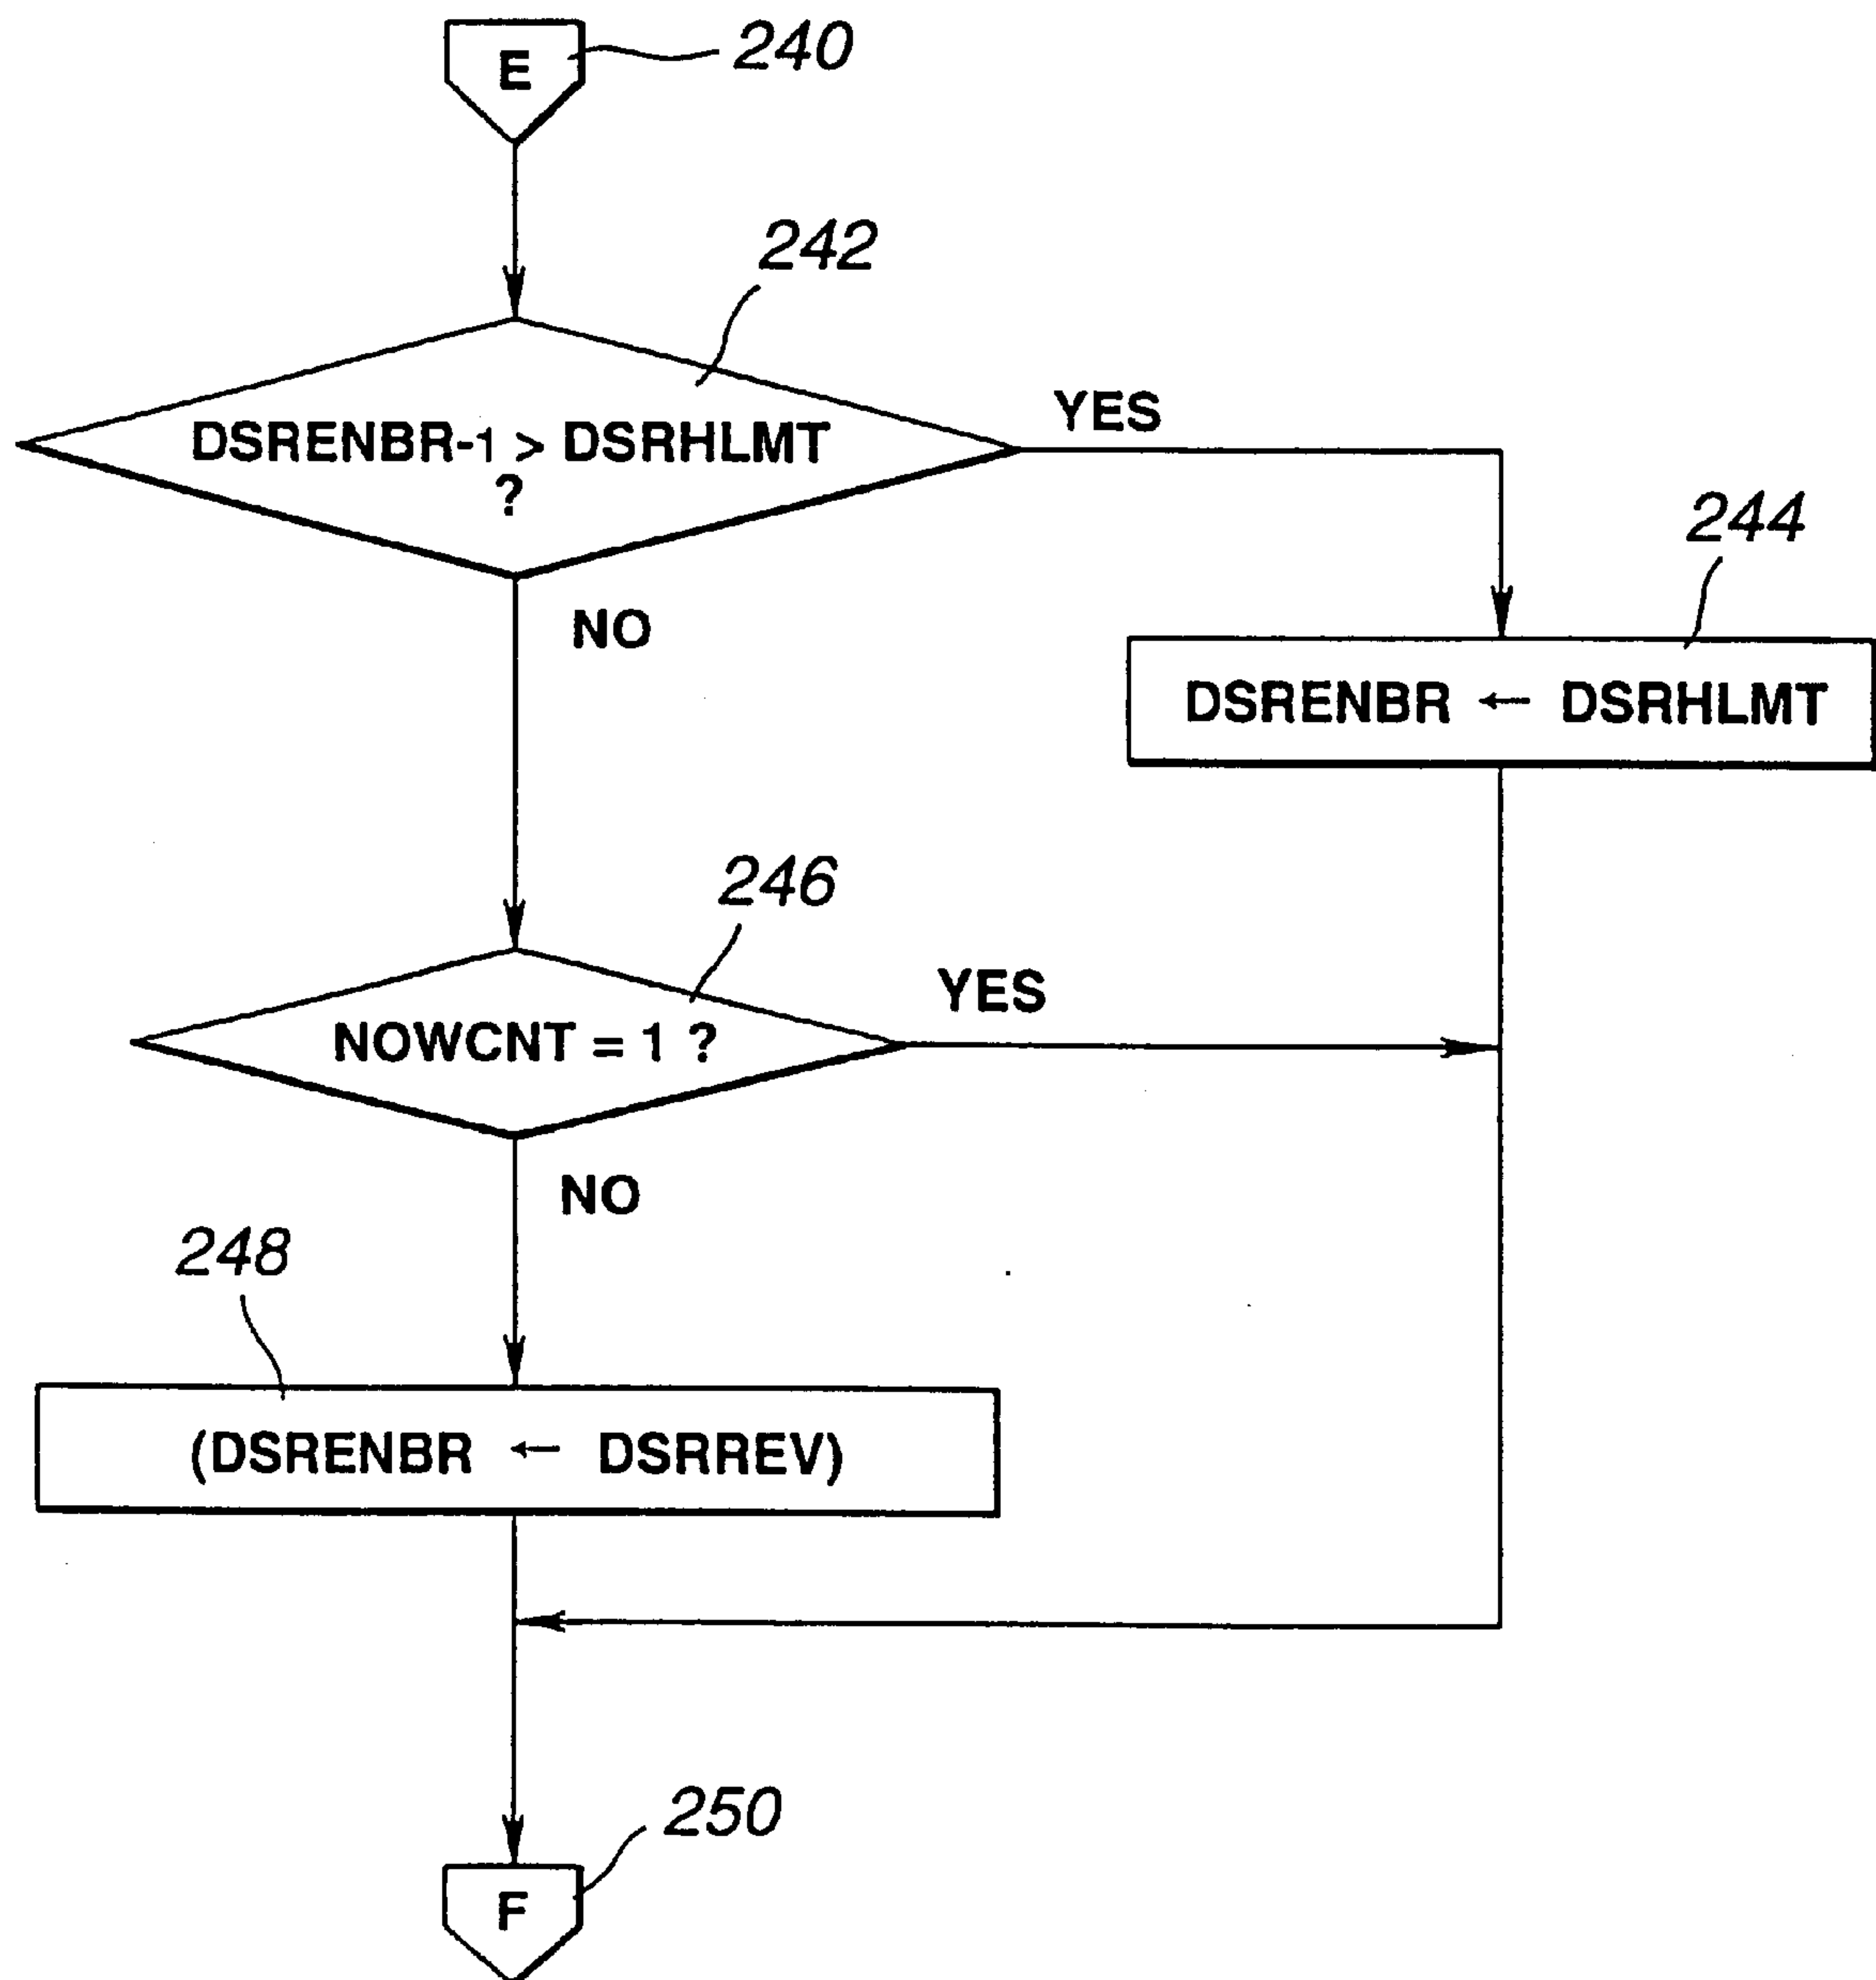 E
240
242
DSRENBR-1 > DSRHLMT
?
YES
NO
244
DSRENBR ← DSRHLMT
246
NOWCNT = 1 ?
YES
NO
248
(DSRENBR ← DSRREV)
250
F